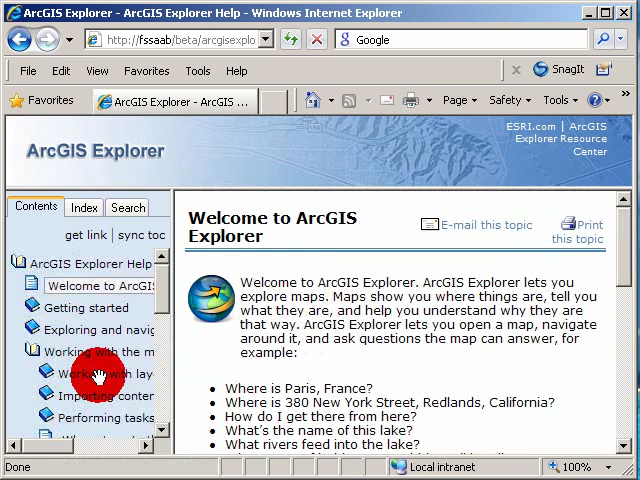 ArcGIS Explorer - ArcGIS Explorer Help - Windows Internet Explorer
http://fssaab/beta/arcgisexplo
Google
File Edit View Favorites Tools Help
SnagIt
Favorites
ArcGIS Explorer - ArcGIS ...
Page Safety Tools
ArcGIS Explorer
ESRI.com | ArcGIS
Explorer Resource
Center
Contents Index Search
get link | sync toc
ArcGIS Explorer Help
Welcome to ArcGIS
Getting started
Exploring and navig
Working with the m
Working with lay
Importing conten
Performing tasks
Welcome to ArcGIS
Explorer
E-mail this topic
Print
this topic
Welcome to ArcGIS Explorer. ArcGIS Explorer lets you
explore maps. Maps show you where things are, tell you
what they are, and help you understand why they are
that way. ArcGIS Explorer lets you open a map, navigate
around it, and ask questions the map can answer, for
example:
• Where is Paris, France?
• Where is 380 New York Street, Redlands, California?
• How do I get there from here?
• What's the name of this lake?
• What rivers feed into the lake?
Done
Local intranet
100%